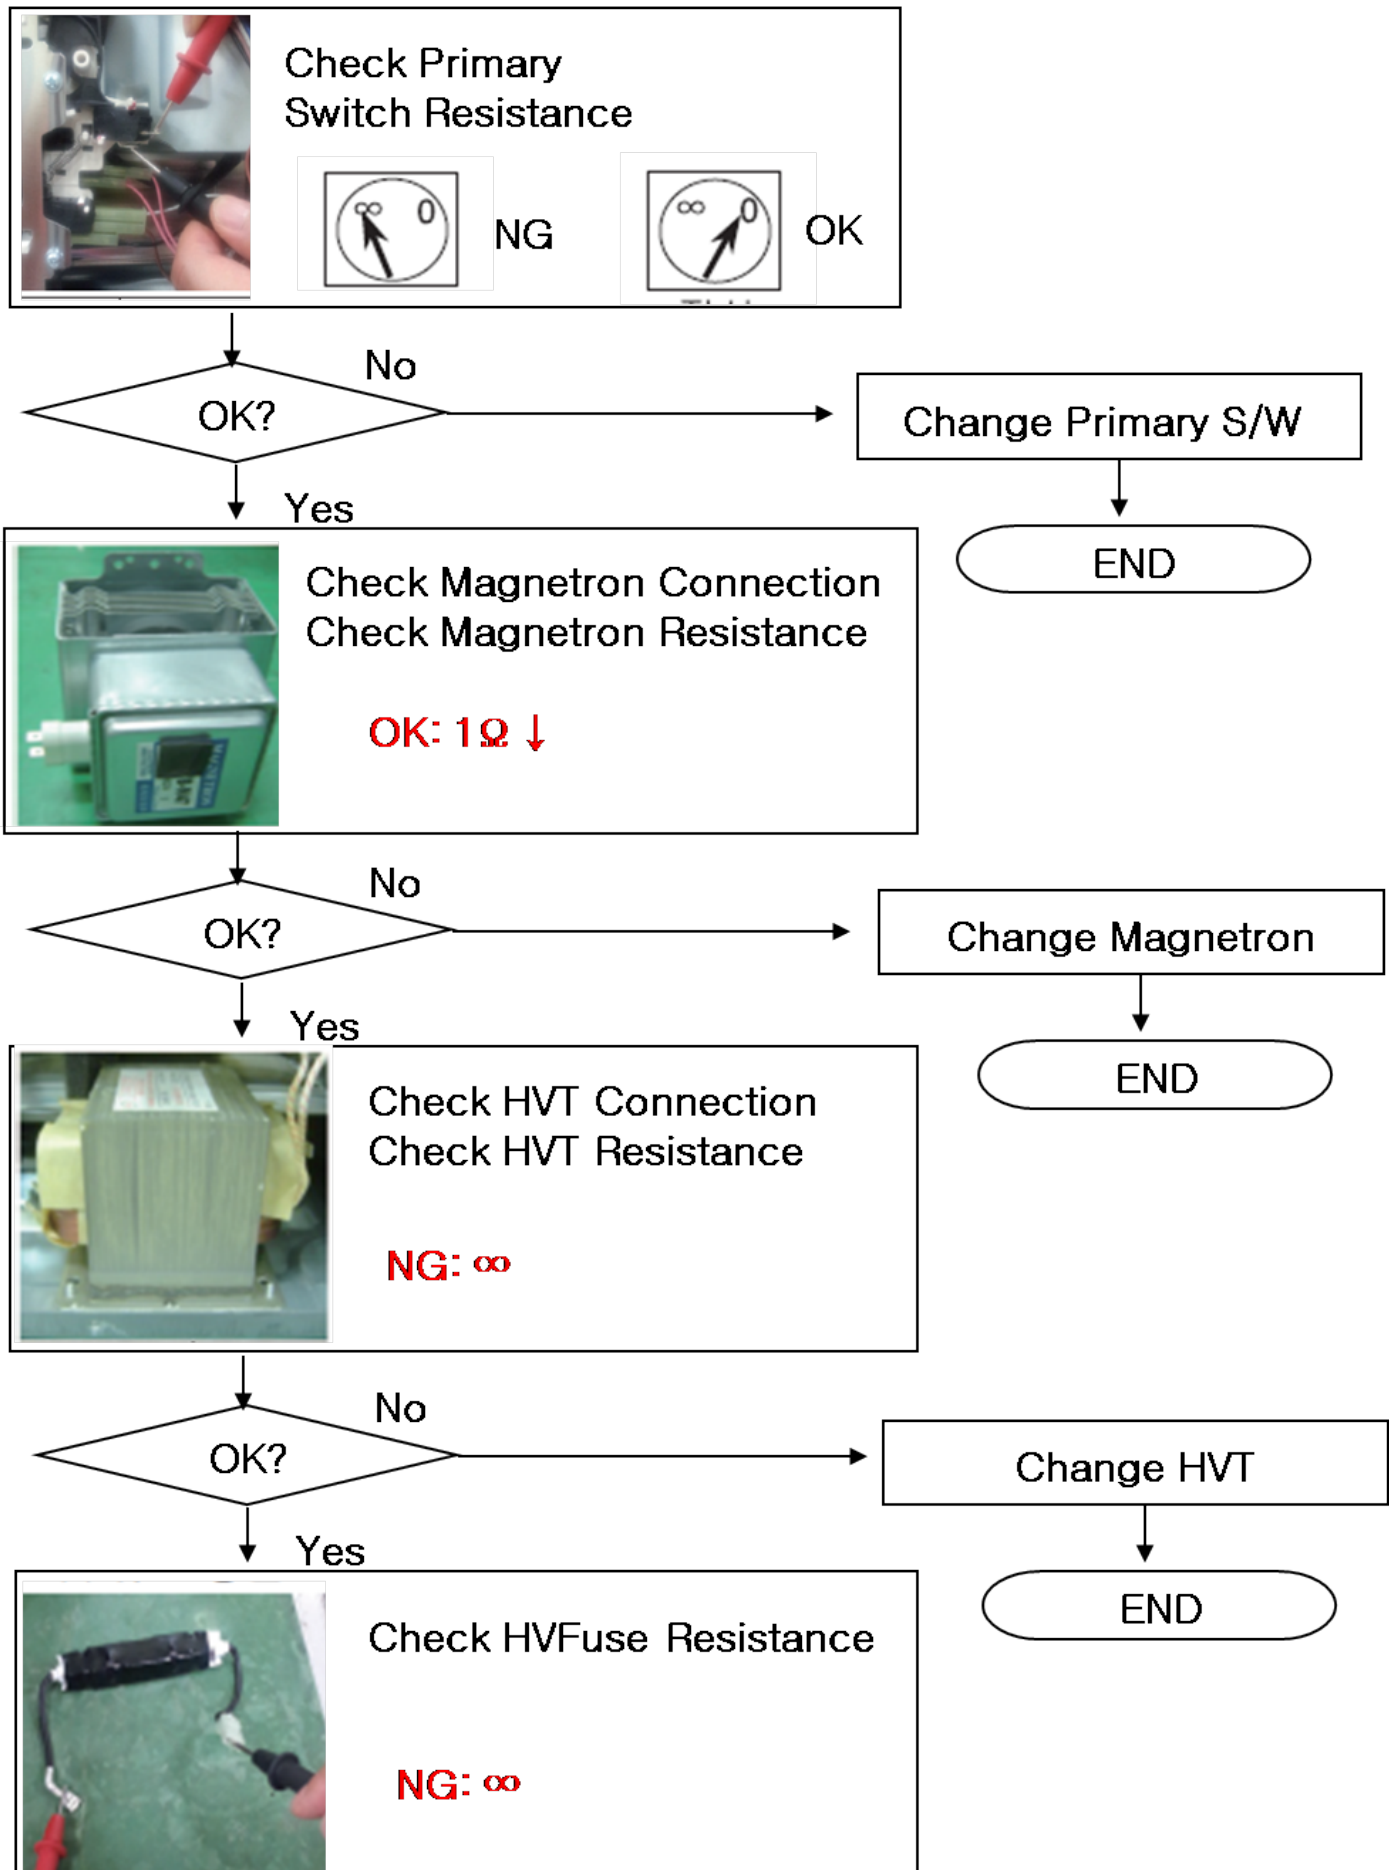 Check Primary
Switch Resistance
∞ 0
NG
∞ 0
OK
No
OK?
Change Primary S/W
Yes
END
Check Magnetron Connection
Check Magnetron Resistance
OK: 1Ω ↓
No
OK?
Change Magnetron
Yes
END
Check HVT Connection
Check HVT Resistance
NG: ∞
No
OK?
Change HVT
Yes
END
Check HVFuse Resistance
NG: ∞